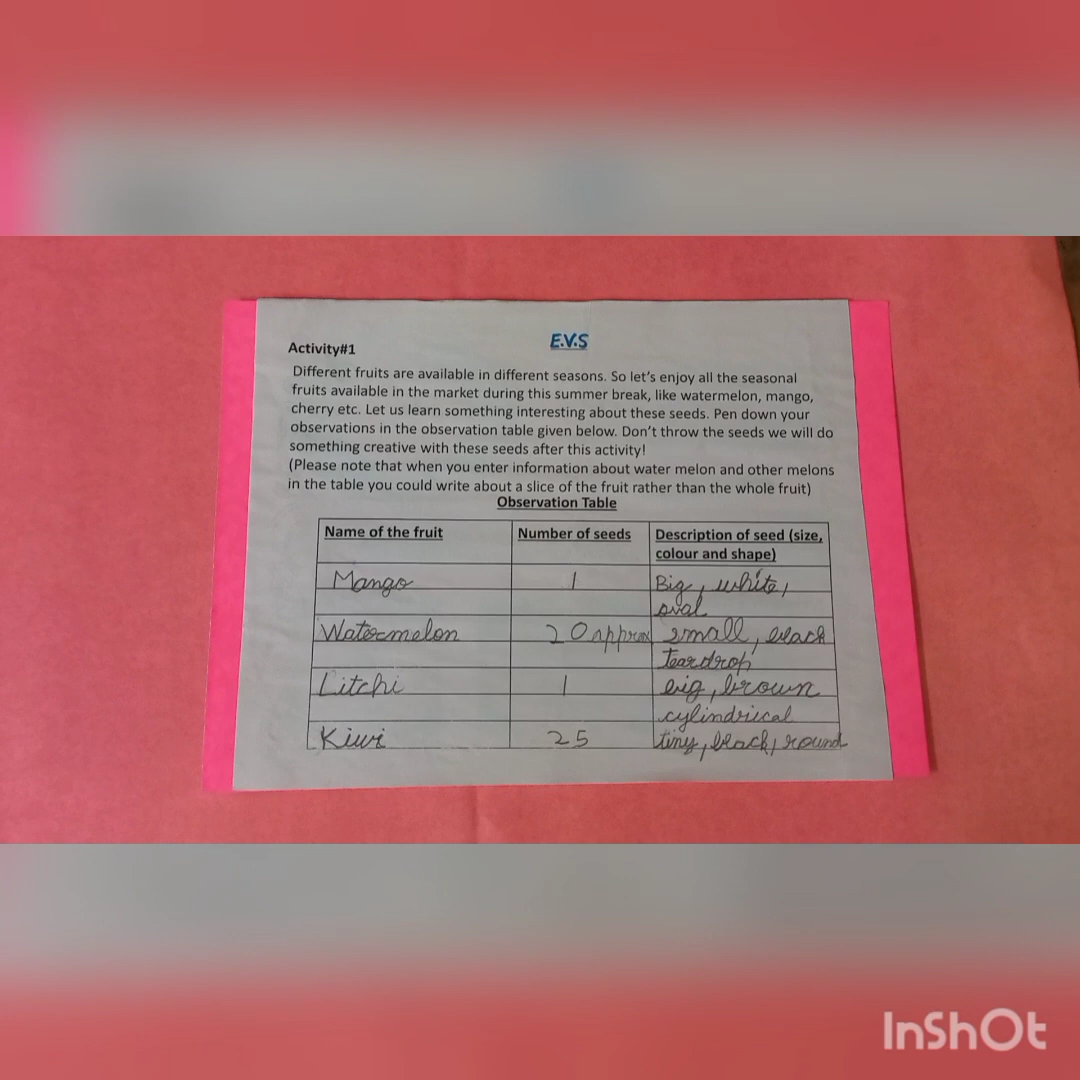 E.V.S
Activity#1
Different fruits are available in different seasons. So let's enjoy all the seasonal
fruits available in the market during this summer break, like watermelon, mango,
cherry etc. Let us learn something interesting about these seeds. Pen down your
observations in the observation table given below. Don't throw the seeds we will do
something creative with these seeds after this activity!
(Please note that when you enter information about water melon and other melons
in the table you could write about a slice of the fruit rather than the whole fruit)
Observation Table
Name of the fruit Number of seeds Description of seed (size,
colour and shape)
Mango 1 Big, white,
oval
Watermelon 20 approx small, black
teardrop
Litchi 1 big, brown
cylindrical
Kiwi 25 tiny, black, round
InShOt